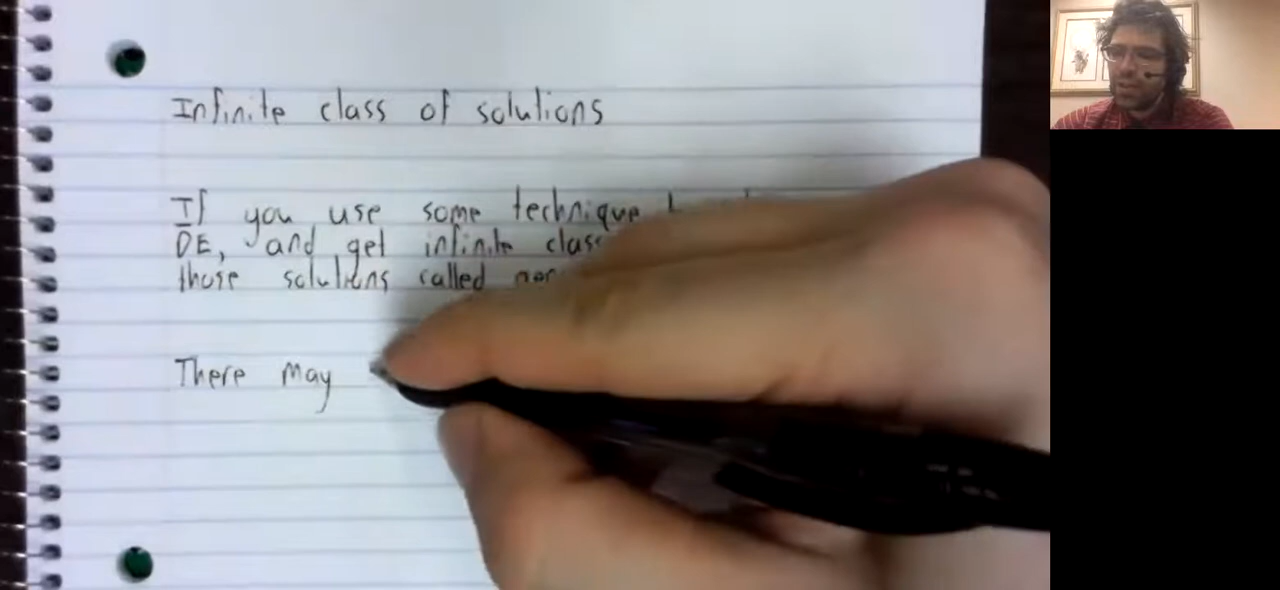 Infinite class of solutions
If you use some technique
DE, and get infinite class
those solutions called
There may